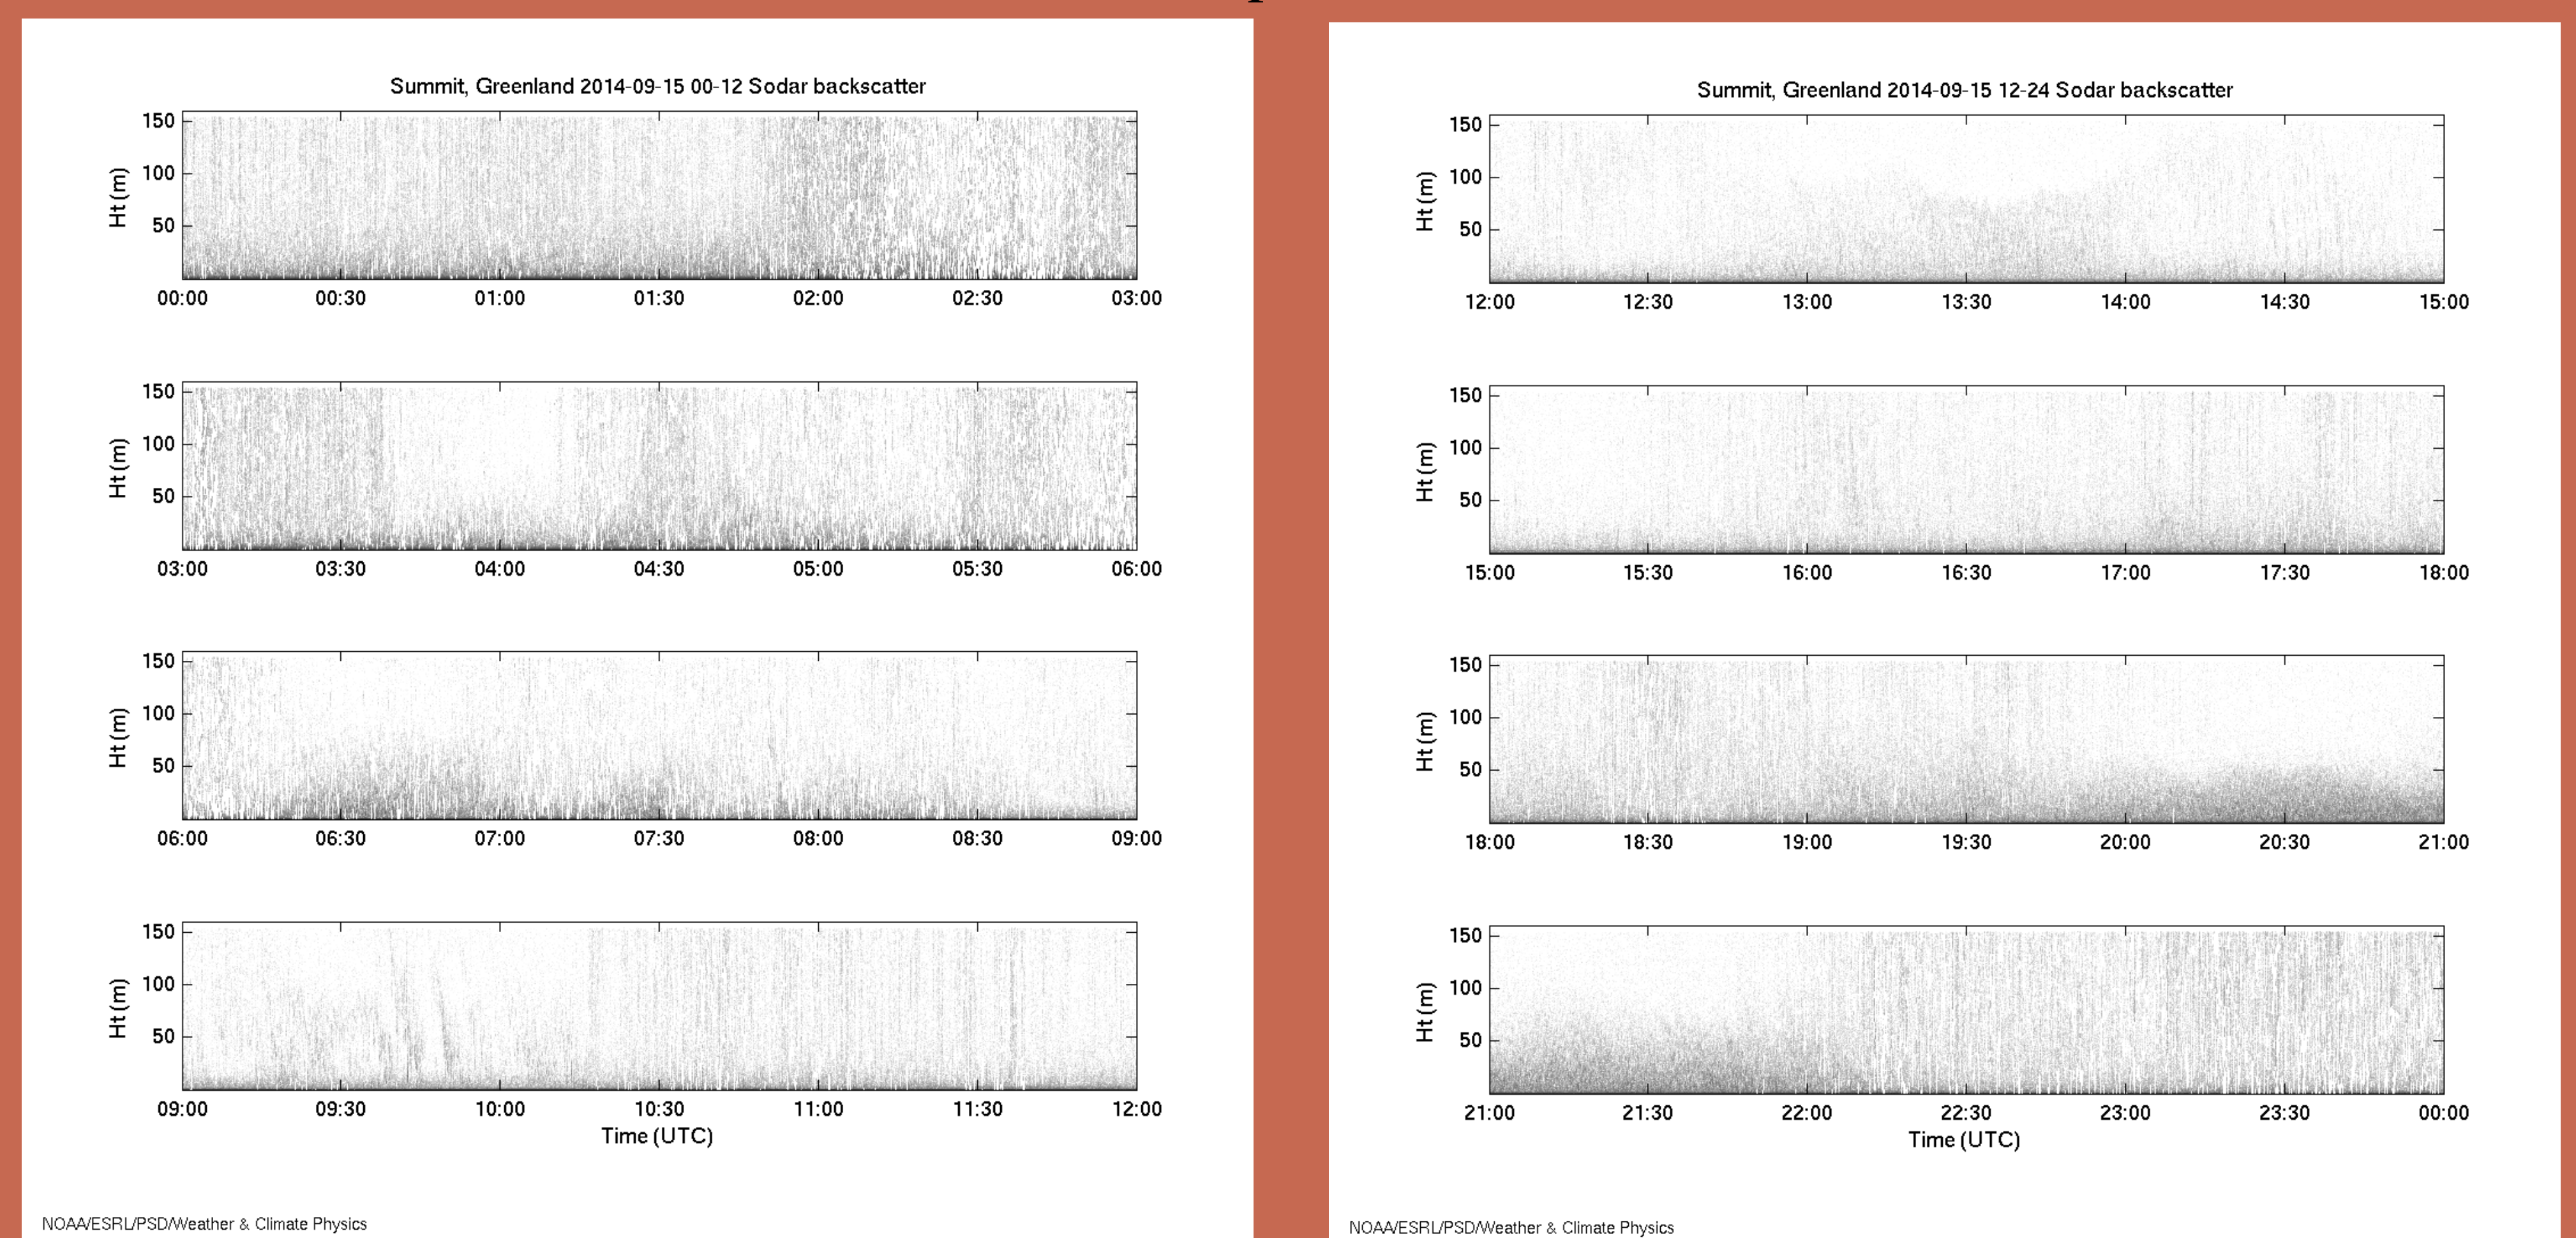 Summit, Greenland 2014-09-15 00-12 Sodar backscatter
150
100
50
Ht (m)
00:00 00:30 01:00 01:30 02:00 02:30 03:00
150
100
50
Ht (m)
03:00 03:30 04:00 04:30 05:00 05:30 06:00
150
100
50
Ht (m)
06:00 06:30 07:00 07:30 08:00 08:30 09:00
150
100
50
Ht (m)
09:00 09:30 10:00 10:30 11:00 11:30 12:00
Time (UTC)
NOAA/ESRL/PSD/Weather & Climate Physics
Summit, Greenland 2014-09-15 12-24 Sodar backscatter
150
100
50
Ht (m)
12:00 12:30 13:00 13:30 14:00 14:30 15:00
150
100
50
Ht (m)
15:00 15:30 16:00 16:30 17:00 17:30 18:00
150
100
50
Ht (m)
18:00 18:30 19:00 19:30 20:00 20:30 21:00
150
100
50
Ht (m)
21:00 21:30 22:00 22:30 23:00 23:30 00:00
Time (UTC)
NOAA/ESRL/PSD/Weather & Climate Physics